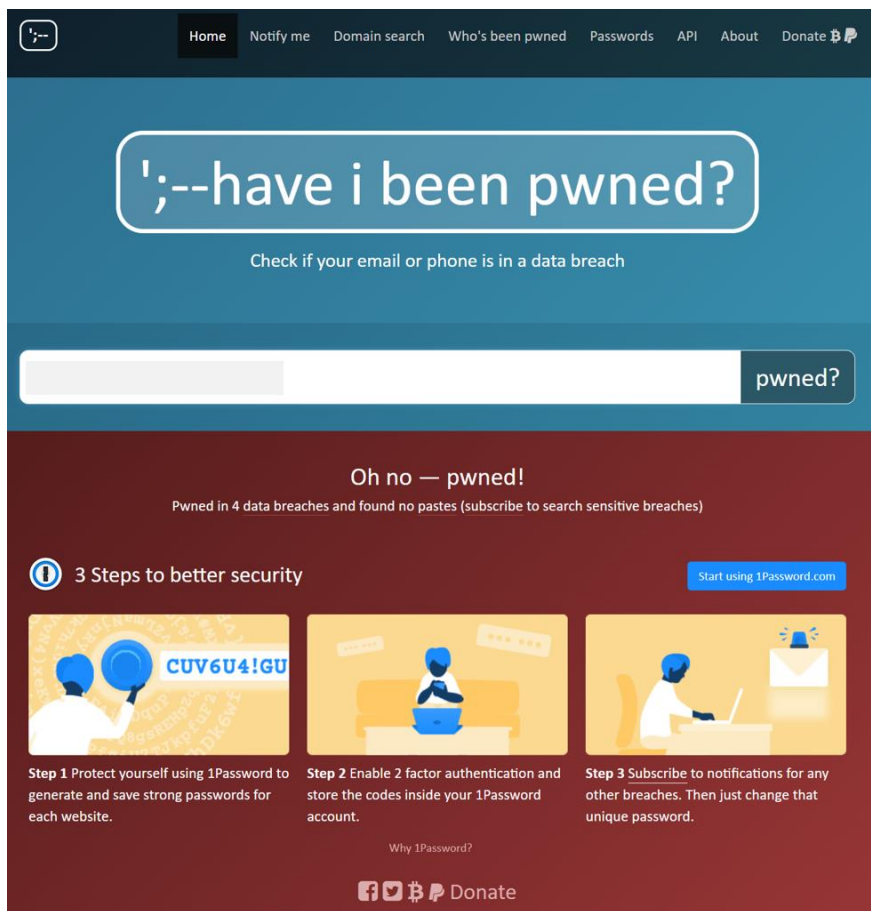 ';--
Home Notify me Domain search Who's been pwned Passwords API About Donate
';--have i been pwned?
Check if your email or phone is in a data breach
pwned?
Oh no — pwned!
Pwned in 4 data breaches and found no pastes (subscribe to search sensitive breaches)
3 Steps to better security
Start using 1Password.com
CUV6U4!GU
Step 1 Protect yourself using 1Password to
generate and save strong passwords for
each website.
Step 2 Enable 2 factor authentication and
store the codes inside your 1Password
account.
Step 3 Subscribe to notifications for any
other breaches. Then just change that
unique password.
Why 1Password?
Donate